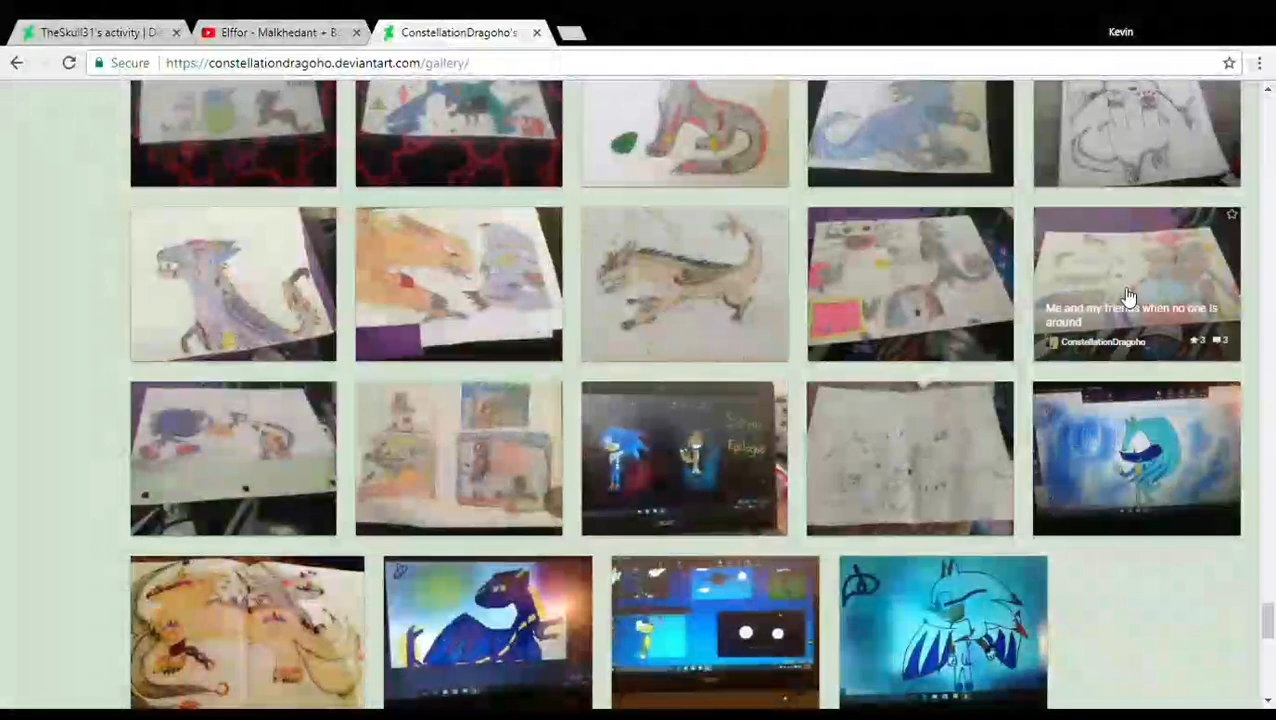 TheSkull31's activity | D
Elffor - Malkhedant + B
ConstellationDragoho's
Kevin
Secure
https://constellationdragoho.deviantart.com/gallery/
Me and my friends when no one is
around
ConstellationDragoho
3
3
Epilogue